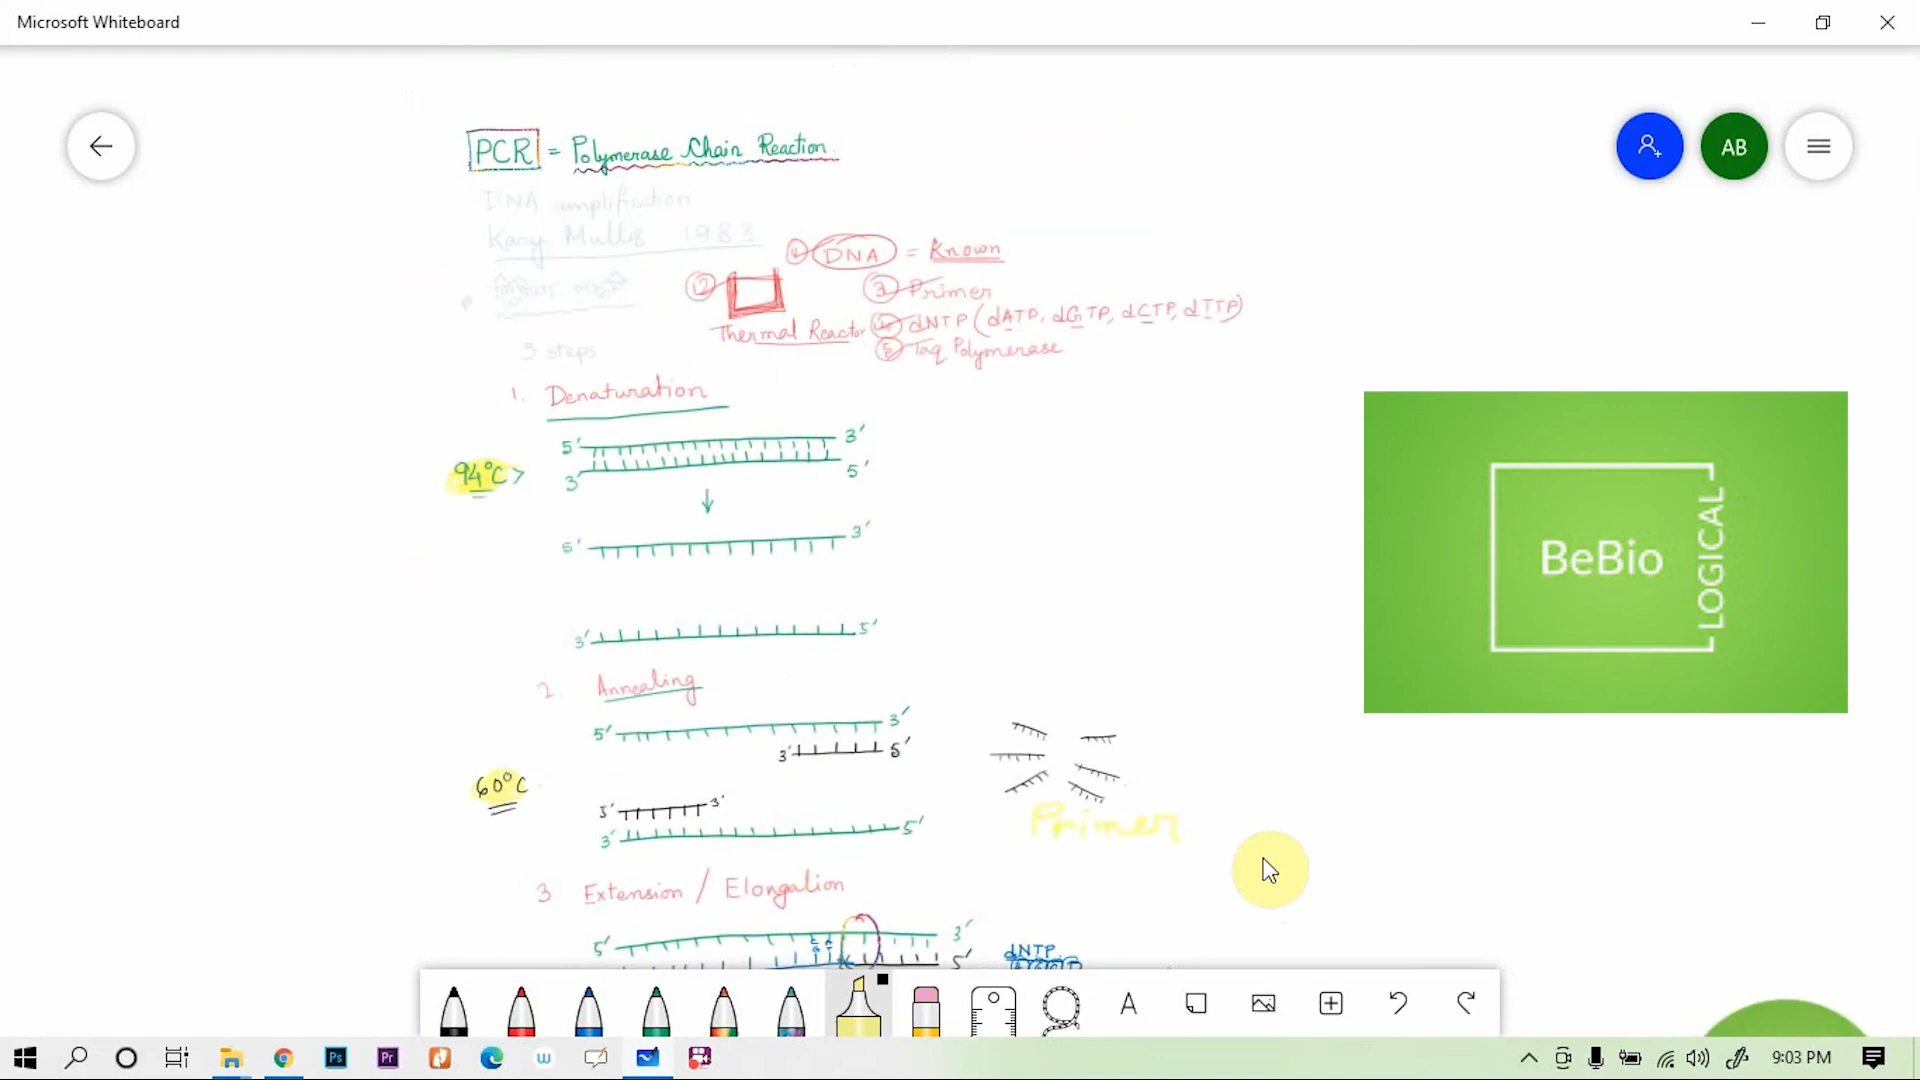 Microsoft Whiteboard
AB
PCR = Polymerase Chain Reaction
DNA amplification
Kary Mullis 1983
① DNA = Known
②
③ Primer
Thermal Reactor
④ dNTP (dATP, dGTP, dCTP, dTTP)
⑤ Taq Polymerase
3 steps
1. Denaturation
5' 3'
94°C >
3' 5'
5' 3'
3' 5'
2. Annealing
5' 3'
3' 5'
60°C
5' 3'
3' 5'
Primer
3 Extension / Elongation
5' 3'
5'
dNTP
BeBio
LOGICAL
9:03 PM